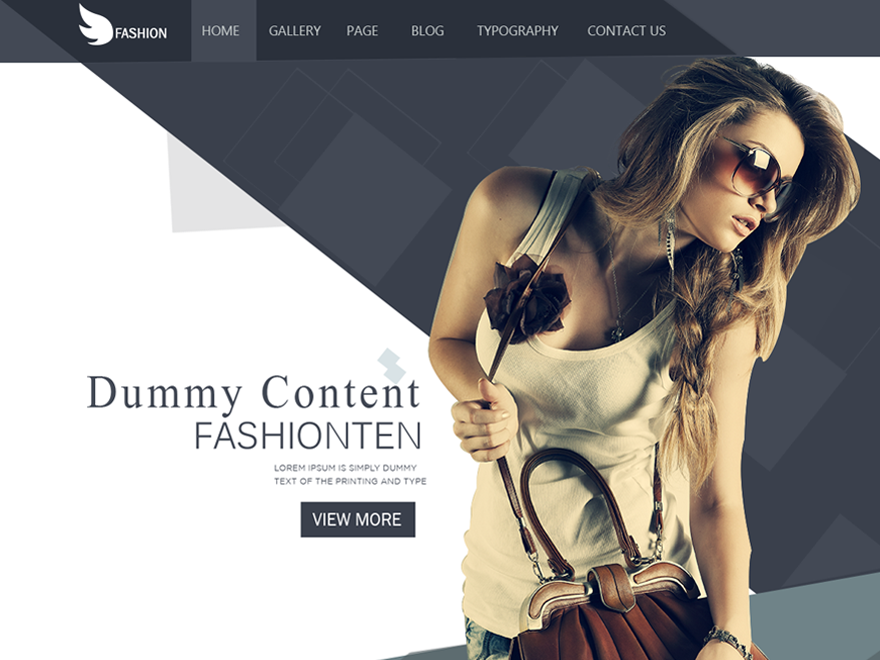 FASHION
HOME GALLERY PAGE BLOG TYPOGRAPHY CONTACT US
Dummy Content
FASHIONTEN
LOREM IPSUM IS SIMPLY DUMMY
TEXT OF THE PRINTING AND TYPE
VIEW MORE